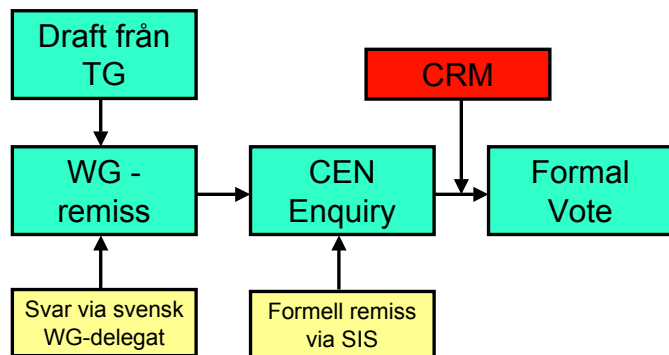 Draft från
TG
CRM
WG -
remiss
CEN
Enquiry
Formal
Vote
Svar via svensk
WG-delegat
Formell remiss
via SIS